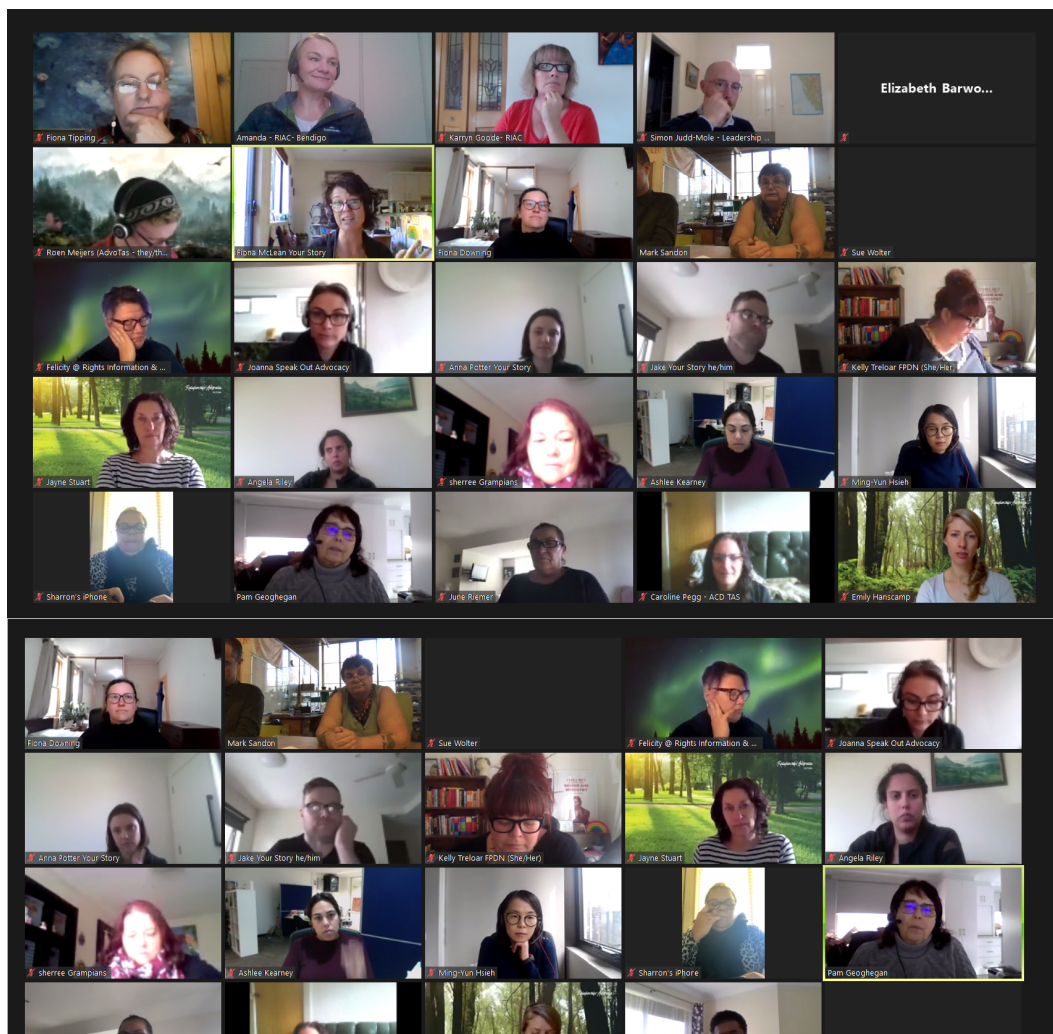 Elizabeth Barwo...
Fiona Tipping
Amanda - RIAC- Bendigo
Karryn Goode- RIAC
Simon Judd-Mole - Leadership ...
Roen Meijers (AdvoTas - they/th...
Fiona McLean Your Story
Fiona Downing
Mark Sandon
Sue Wolter
Felicity @ Rights Information & ...
Joanna Speak Out Advocacy
Anna Potter Your Story
Jake Your Story he/him
Kelly Treloar FPDN (She/Her)
Jayne Stuart
Angela Riley
sherree Grampians
Ashlee Kearney
Ming-Yun Hsieh
Sharron's iPhone
Pam Geoghegan
June Riemer
Caroline Pegg - ACD TAS
Emily Hanscamp
Fiona Downing
Mark Sandon
Sue Wolter
Felicity @ Rights Information & ...
Joanna Speak Out Advocacy
Anna Potter Your Story
Jake Your Story he/him
Kelly Treloar FPDN (She/Her)
Jayne Stuart
Angela Riley
sherree Grampians
Ashlee Kearney
Ming-Yun Hsieh
Sharron's iPhone
Pam Geoghegan